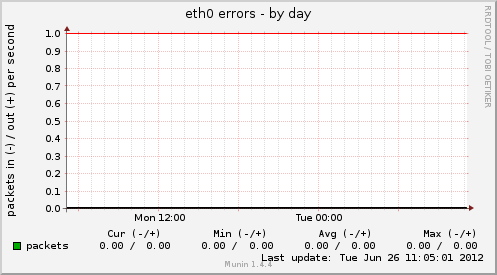 eth0 errors - by day
RRDTOOL / TOBI OETIKER
packets in (-) / out (+) per second
1.0
0.9
0.8
0.7
0.6
0.5
0.4
0.3
0.2
0.1
0.0
Mon 12:00 Tue 00:00
Cur (-/+) Min (-/+) Avg (-/+) Max (-/+)
packets 0.00 / 0.00 0.00 / 0.00 0.00 / 0.00 0.00 / 0.00
Last update: Tue Jun 26 11:05:01 2012
Munin 1.4.4